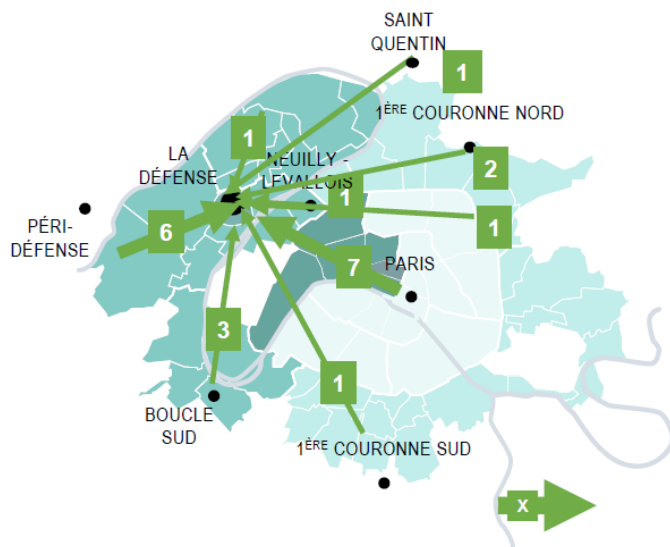 SAINT
QUENTIN
1
1ÈRE COURONNE NORD
1
LA
DÉFENSE
NEUILLY -
LEVALLOIS
2
1
1
PÉRI-
DÉFENSE
6
7
PARIS
3
1
BOUCLE
SUD
1ÈRE COURONNE SUD
X